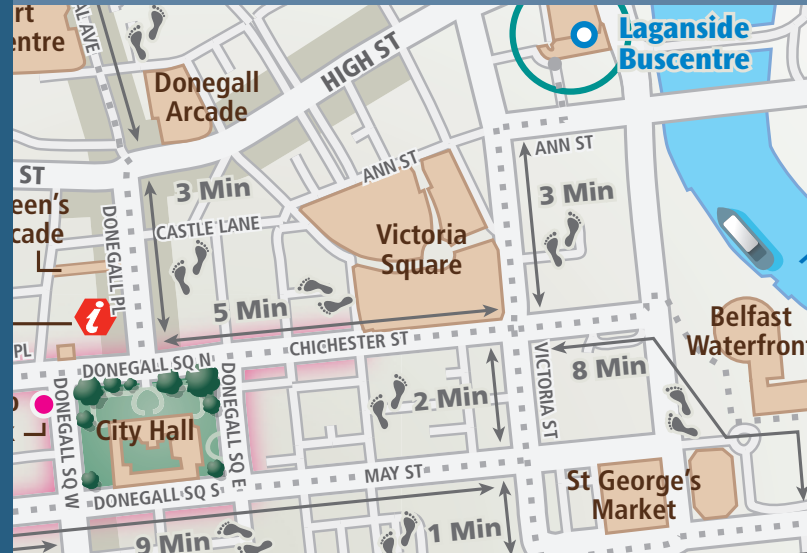 rt
entre
AL AVE
Donegall
Arcade
HIGH ST
Laganside
Buscentre
ST
een's
cade
DONEGALL PL
3 Min
CASTLE LANE
ANN ST
Victoria
Square
ANN ST
3 Min
i
5 Min
CHICHESTER ST
PL
DONEGALL SQ N
DONEGALL SQ W
City Hall
DONEGALL SQ E
DONEGALL SQ S
2 Min
VICTORIA ST
8 Min
Belfast
Waterfront
MAY ST
St George's
Market
9 Min
1 Min